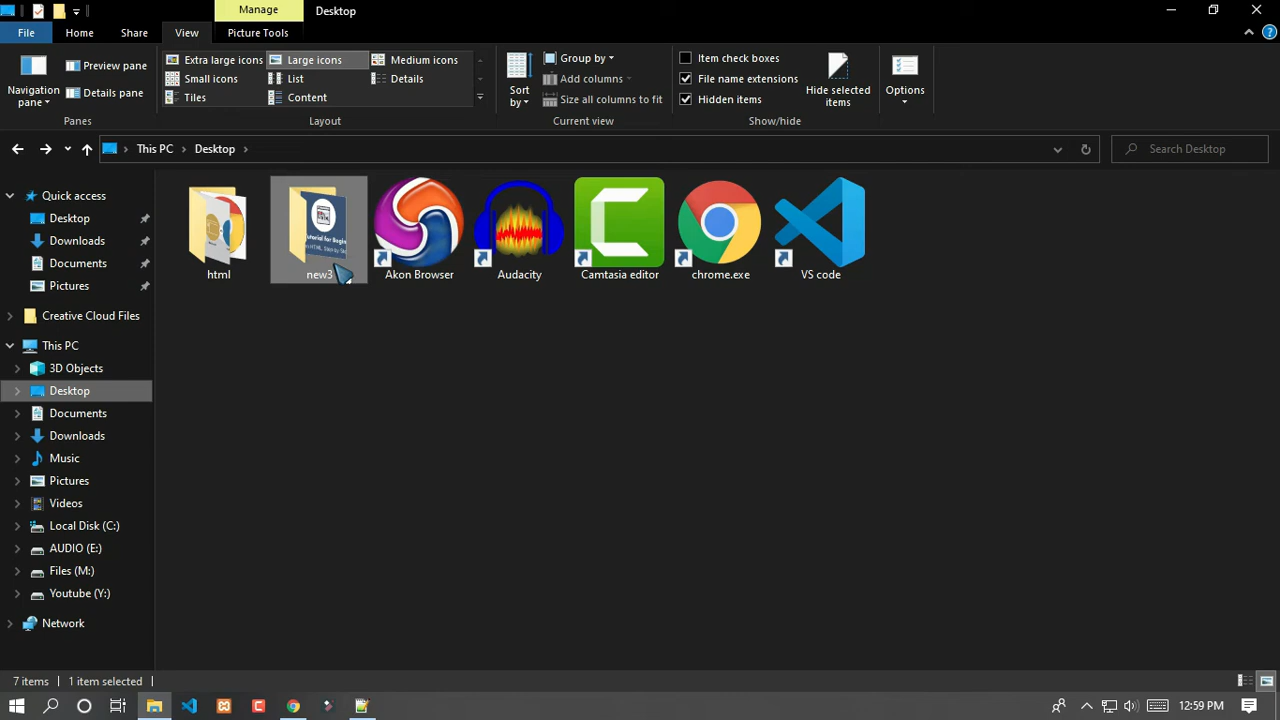 Manage
Desktop
File
Home
Share
View
Picture Tools
Navigation
pane
Preview pane
Details pane
Panes
Extra large icons
Large icons
Medium icons
Small icons
List
Details
Tiles
Content
Layout
Sort
by
Group by
Add columns
Size all columns to fit
Current view
Item check boxes
File name extensions
Hidden items
Hide selected
items
Show/hide
Options
This PC
Desktop
Search Desktop
Quick access
Desktop
Downloads
Documents
Pictures
Creative Cloud Files
This PC
3D Objects
Desktop
Documents
Downloads
Music
Pictures
Videos
Local Disk (C:)
AUDIO (E:)
Files (M:)
Youtube (Y:)
Network
html
new3
Akon Browser
Audacity
Camtasia editor
chrome.exe
VS code
7 items
1 item selected
12:59 PM